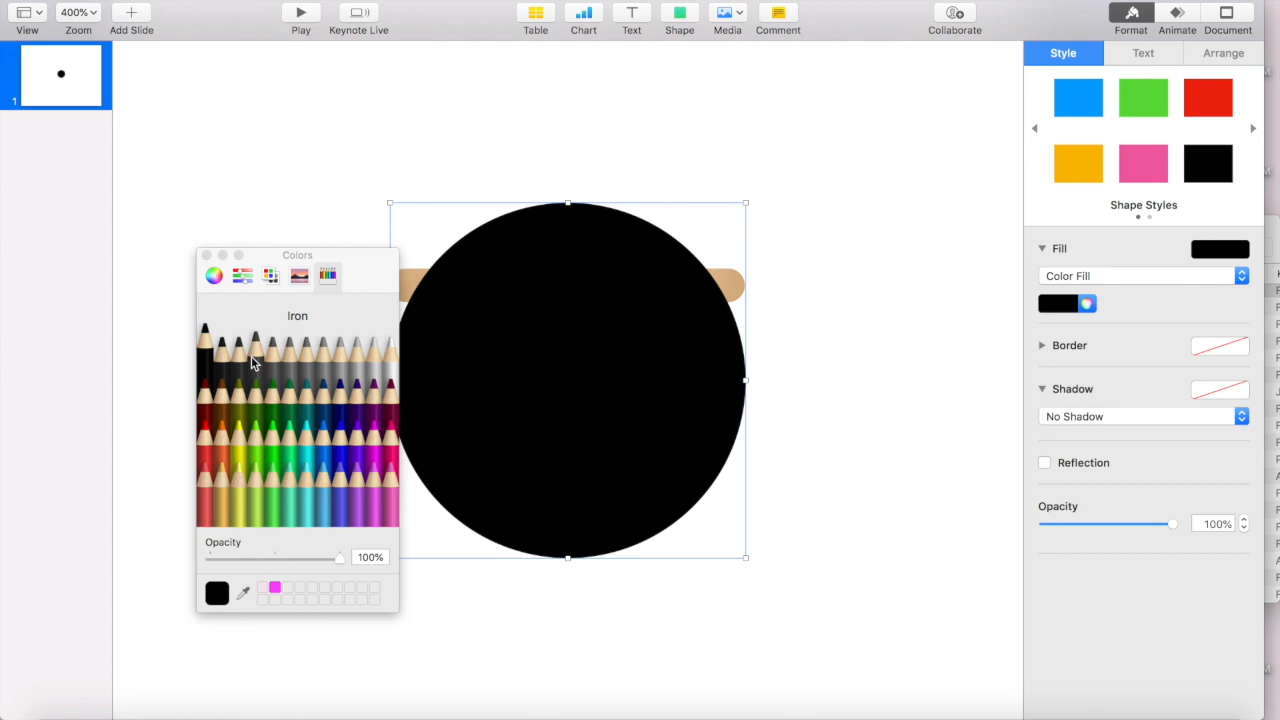 400%
View
Zoom
Add Slide
Play
Keynote Live
Table
Chart
Text
Shape
Media
Comment
Collaborate
Format
Animate
Document
1
Style
Text
Arrange
Shape Styles
Fill
Color Fill
Border
Shadow
No Shadow
Reflection
Opacity
100%
Colors
Iron
Opacity
100%